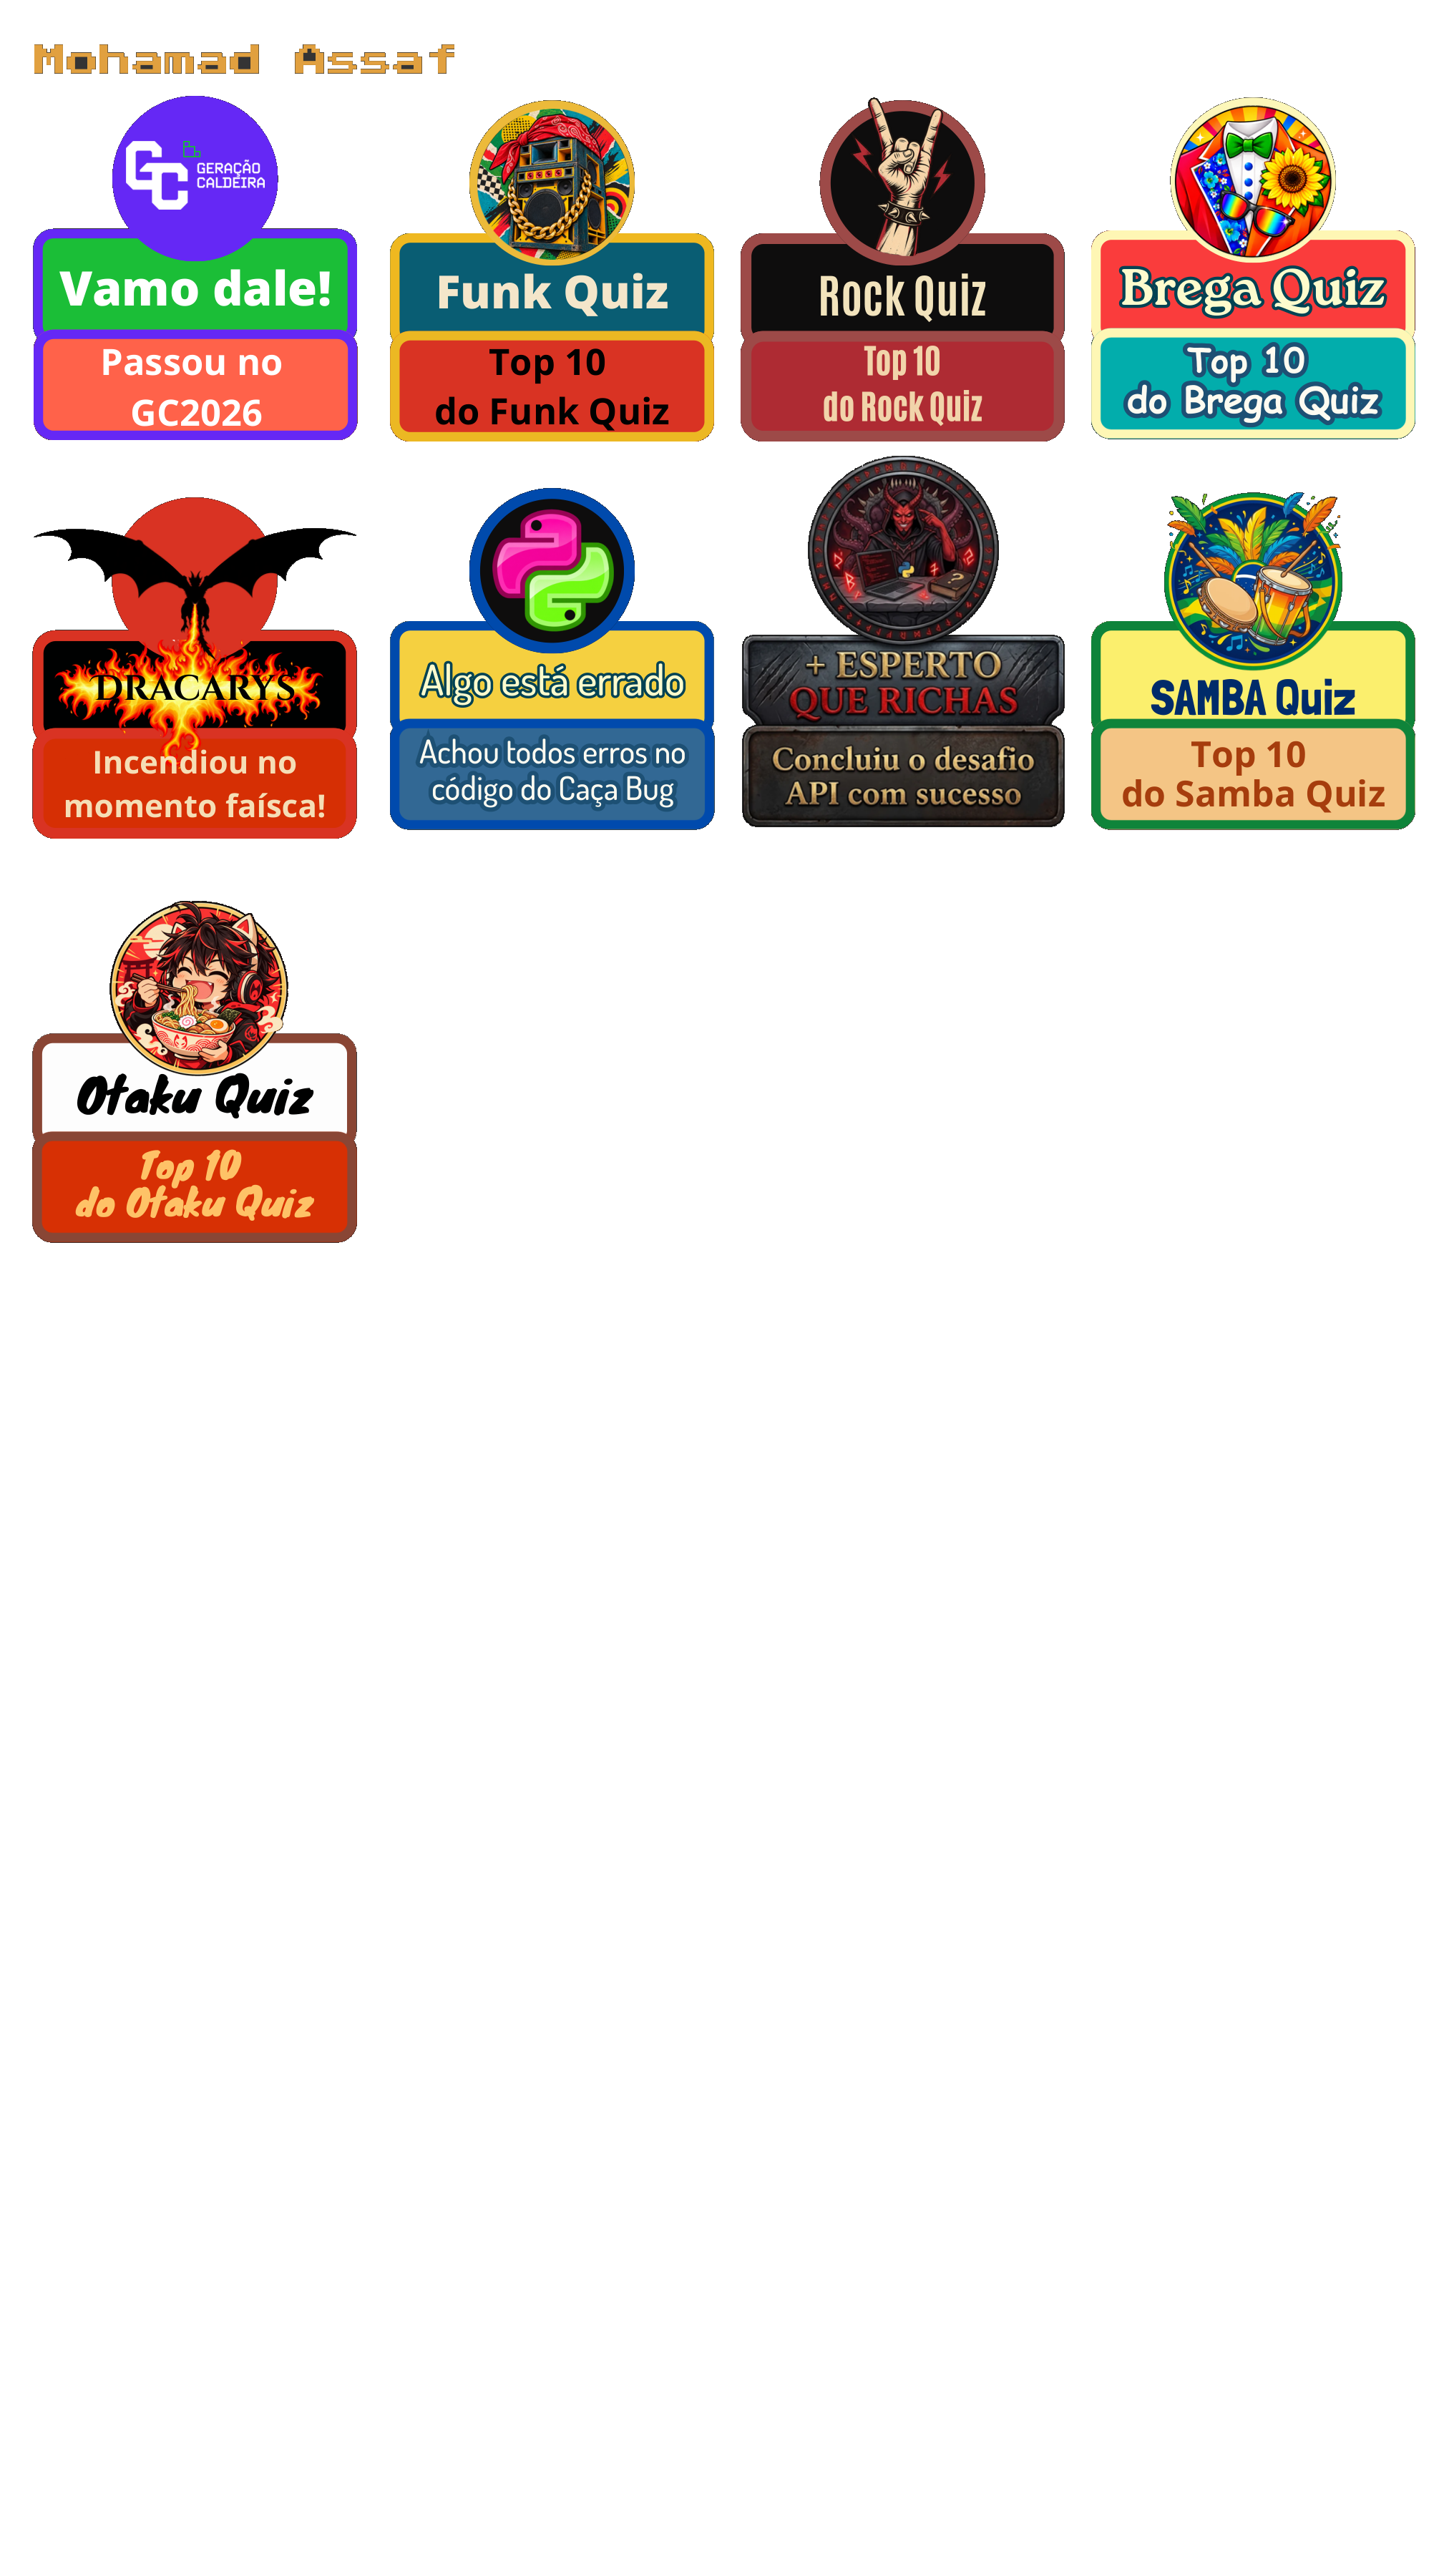 Mohamad Assaf
GERAÇÃO
CALDEIRA
Vamo dale!
Passou no
GC2026
Funk Quiz
Top 10
do Funk Quiz
Rock Quiz
Top 10
do Rock Quiz
Brega Quiz
Top 10
do Brega Quiz
DRACARYS
Incendiou no
momento faísca!
Algo está errado
Achou todos erros no
código do Caça Bug
+ ESPERTO
QUE RICHAS
Concluiu o desafio
API com sucesso
SAMBA Quiz
Top 10
do Samba Quiz
Otaku Quiz
Top 10
do Otaku Quiz